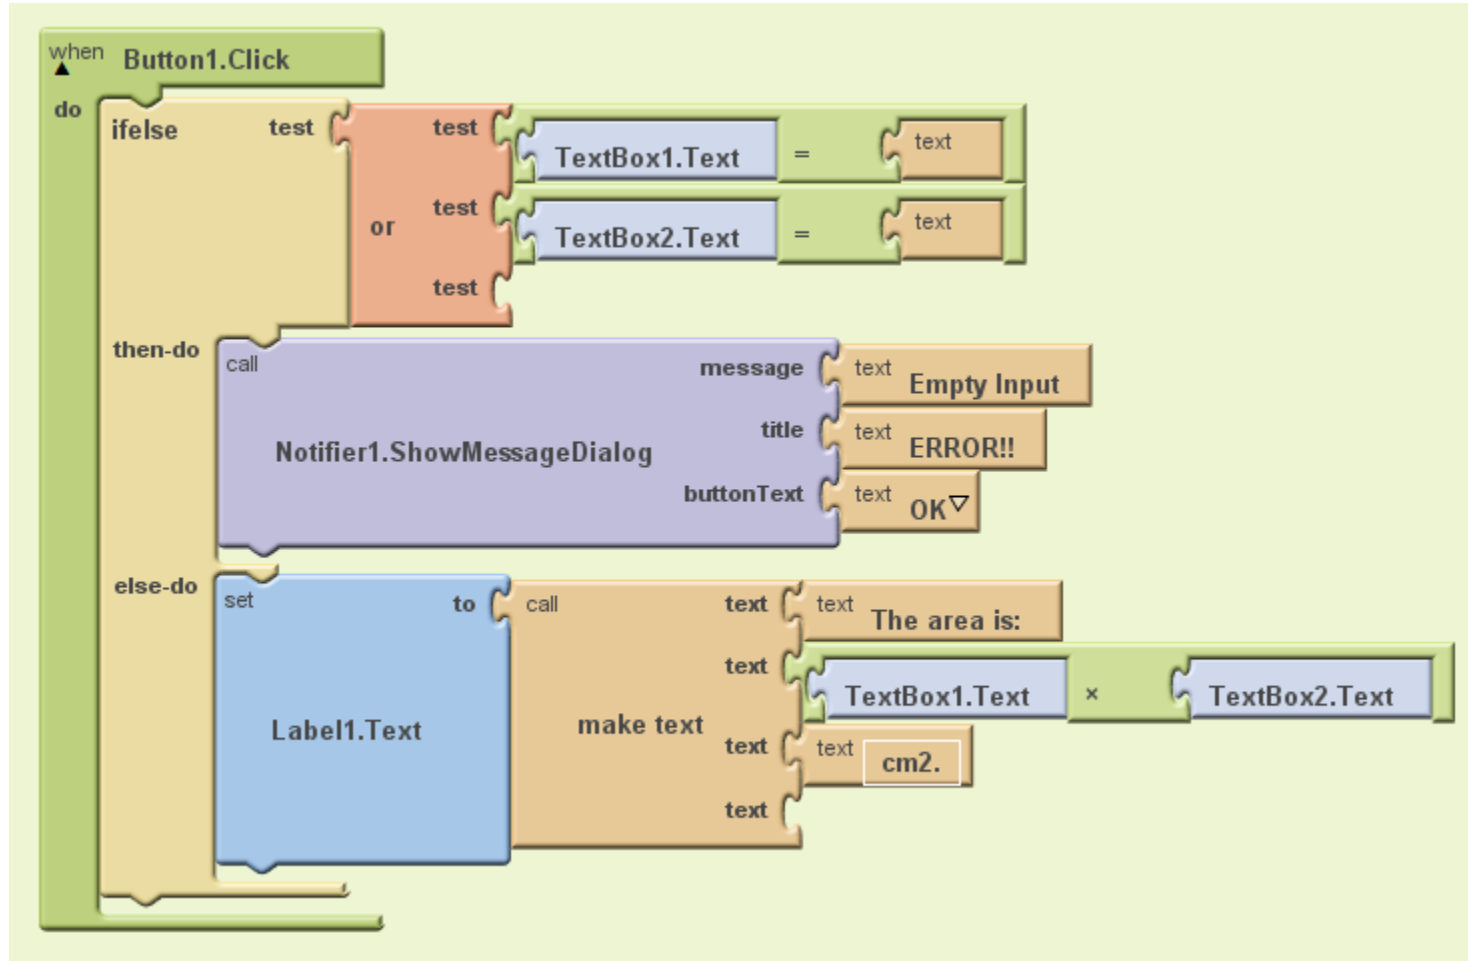 when Button1.Click
do
ifelse test test TextBox1.Text = text
or test TextBox2.Text = text
test
then-do call message text Empty Input
Notifier1.ShowMessageDialog title text ERROR!!
buttonText text OK
else-do set to call text text The area is:
Label1.Text make text text TextBox1.Text × TextBox2.Text
text text cm2.
text